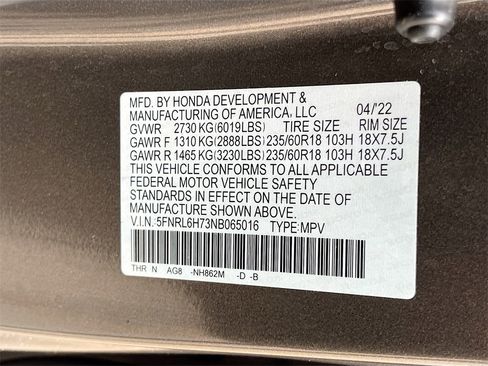 MFD. BY HONDA DEVELOPMENT &
MANUFACTURING OF AMERICA, LLC 04/'22
GVWR 2730 KG(6019LBS) TIRE SIZE RIM SIZE
GAWR F 1310 KG(2888LBS) 235/60R18 103H 18X7.5J
GAWR R 1465 KG(3230LBS) 235/60R18 103H 18X7.5J
THIS VEHICLE CONFORMS TO ALL APPLICABLE
FEDERAL MOTOR VEHICLE SAFETY
STANDARDS IN EFFECT ON THE DATE OF
MANUFACTURE SHOWN ABOVE.
V.I.N.:5FNRL6H73NB065016 TYPE:MPV
THR N AG8 -NH862M -D -B